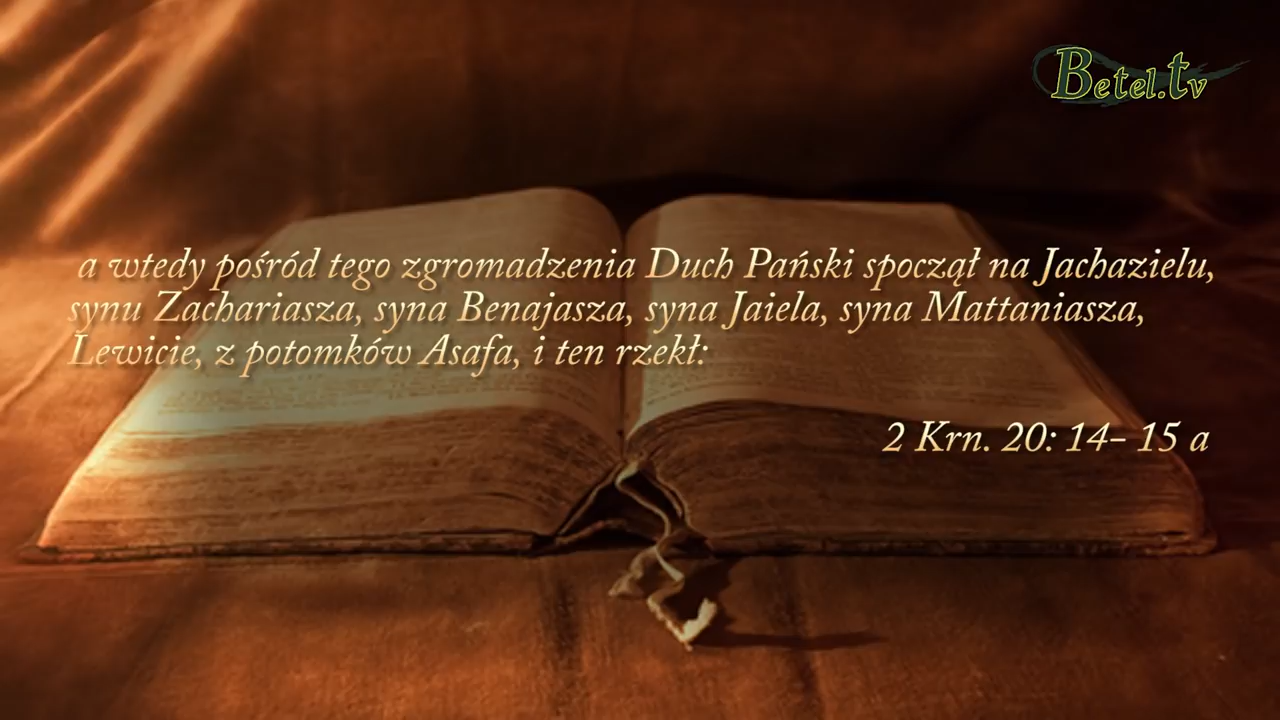 Betel.tv
a wtedy pośród tego zgromadzenia Duch Pański spoczął na Jachazielu,
synu Zachariasza, syna Benajasza, syna Jaiela, syna Mattaniasza,
Lewicie, z potomków Asafa, i ten rzekł:
2 Krn. 20: 14- 15 a